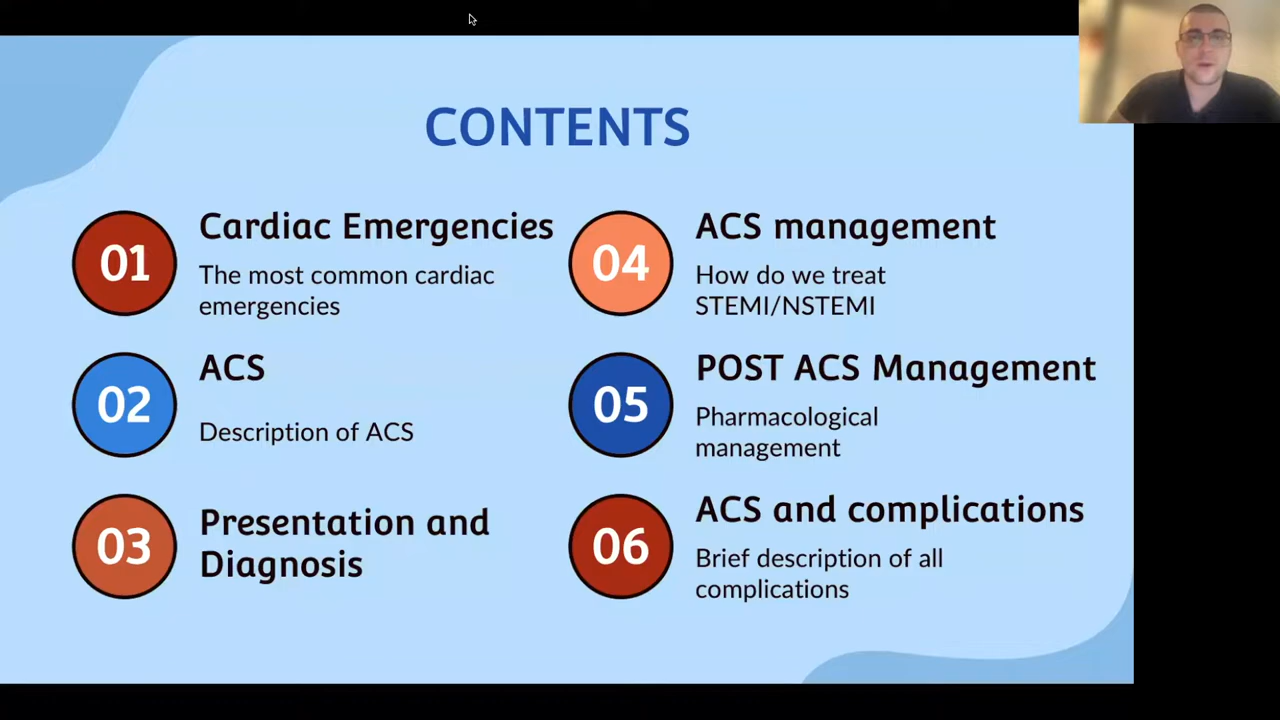 CONTENTS
01
Cardiac Emergencies
The most common cardiac
emergencies
02
ACS
Description of ACS
03
Presentation and
Diagnosis
04
ACS management
How do we treat
STEMI/NSTEMI
05
POST ACS Management
Pharmacological
management
06
ACS and complications
Brief description of all
complications